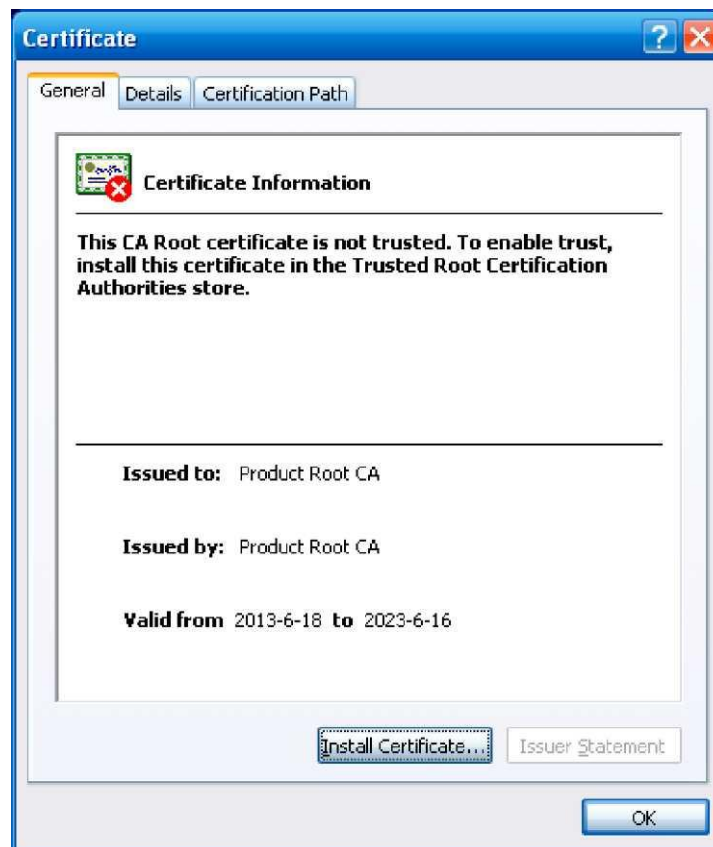 Certificate
General Details Certification Path
Certificate Information
This CA Root certificate is not trusted. To enable trust,
install this certificate in the Trusted Root Certification
Authorities store.
Issued to: Product Root CA
Issued by: Product Root CA
Valid from 2013-6-18 to 2023-6-16
Install Certificate... Issuer Statement
OK